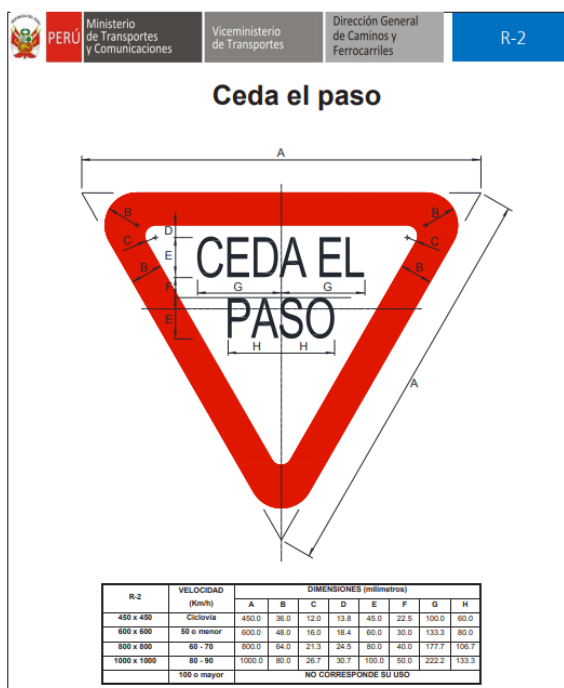 PERÚ
Ministerio
de Transportes
y Comunicaciones
Viceministerio
de Transportes
Dirección General
de Caminos y
Ferrocarriles
R-2
Ceda el paso
A
B B
D
C C
E
B B
G G
F
CEDA EL
PASO
E
H H
A
R-2 VELOCIDAD (Km/h) DIMENSIONES (milimetros)
A B C D E F G H
450 x 450 Ciclovía 450.0 36.0 12.0 13.8 45.0 22.5 100.0 60.0
600 x 600 50 o menor 600.0 48.0 16.0 18.4 60.0 30.0 133.3 80.0
800 x 800 60 - 70 800.0 64.0 21.3 24.5 80.0 40.0 177.7 106.7
1000 x 1000 80 - 90 1000.0 80.0 26.7 30.7 100.0 50.0 222.2 133.3
100 o mayor NO CORRESPONDE SU USO